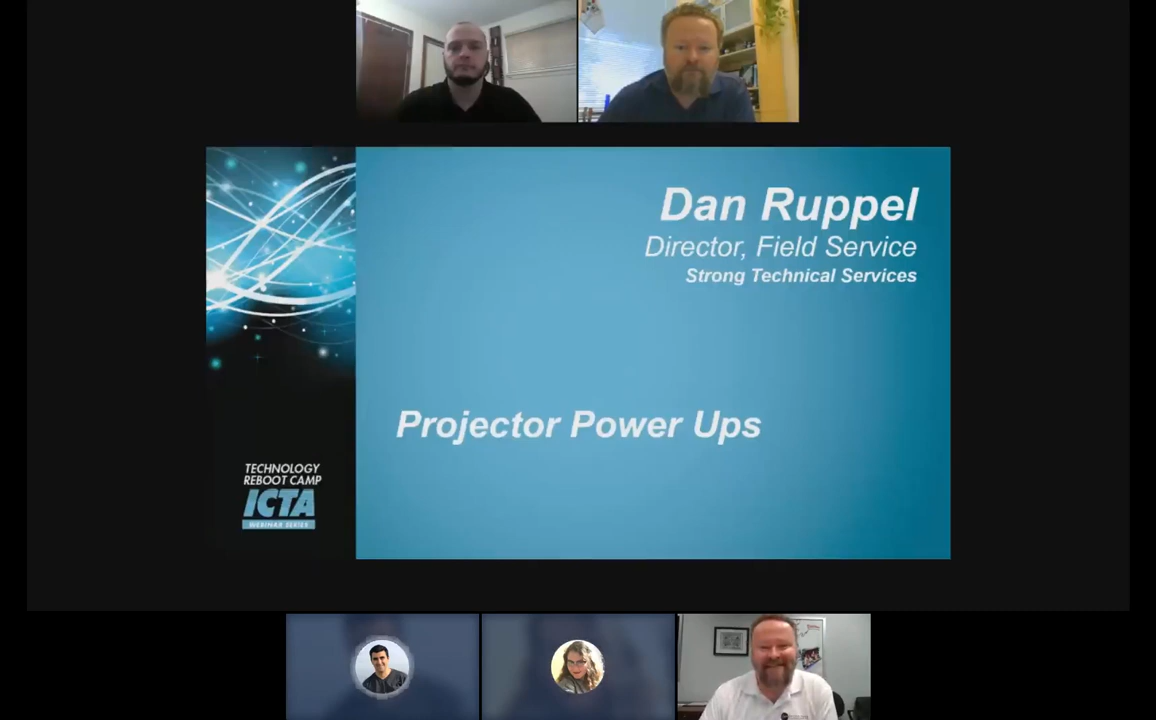 Dan Ruppel
Director, Field Service
Strong Technical Services
Projector Power Ups
TECHNOLOGY
REBOOT CAMP
ICTA
WEBINAR SERIES